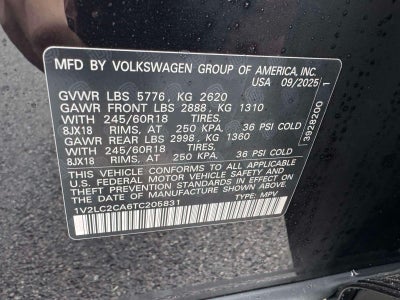 MFD BY VOLKSWAGEN GROUP OF AMERICA, INC.
USA 09/2025
GVWR LBS 5776, KG 2620
GAWR FRONT LBS 2888, KG 1310
245/60R18 TIRES.
8JX18 RIMS, AT 250 KPA. 36 PSI COLD
GAWR REAR LBS 2998, KG 1360
245/60R18 TIRES.
8JX18 RIMS, AT 250 KPA. 36 PSI COLD
THIS VEHICLE CONFORMS TO ALL APPLICABLE
U.S. FEDERAL MOTOR VEHICLE SAFETY AND
THEFT PREVENTION STANDARDS IN EFFECT ON THE
DATE OF MANUFACTURE SHOWN ABOVE.
1V2LC2CA6TC205831 TYPE: MPV
3928200 1